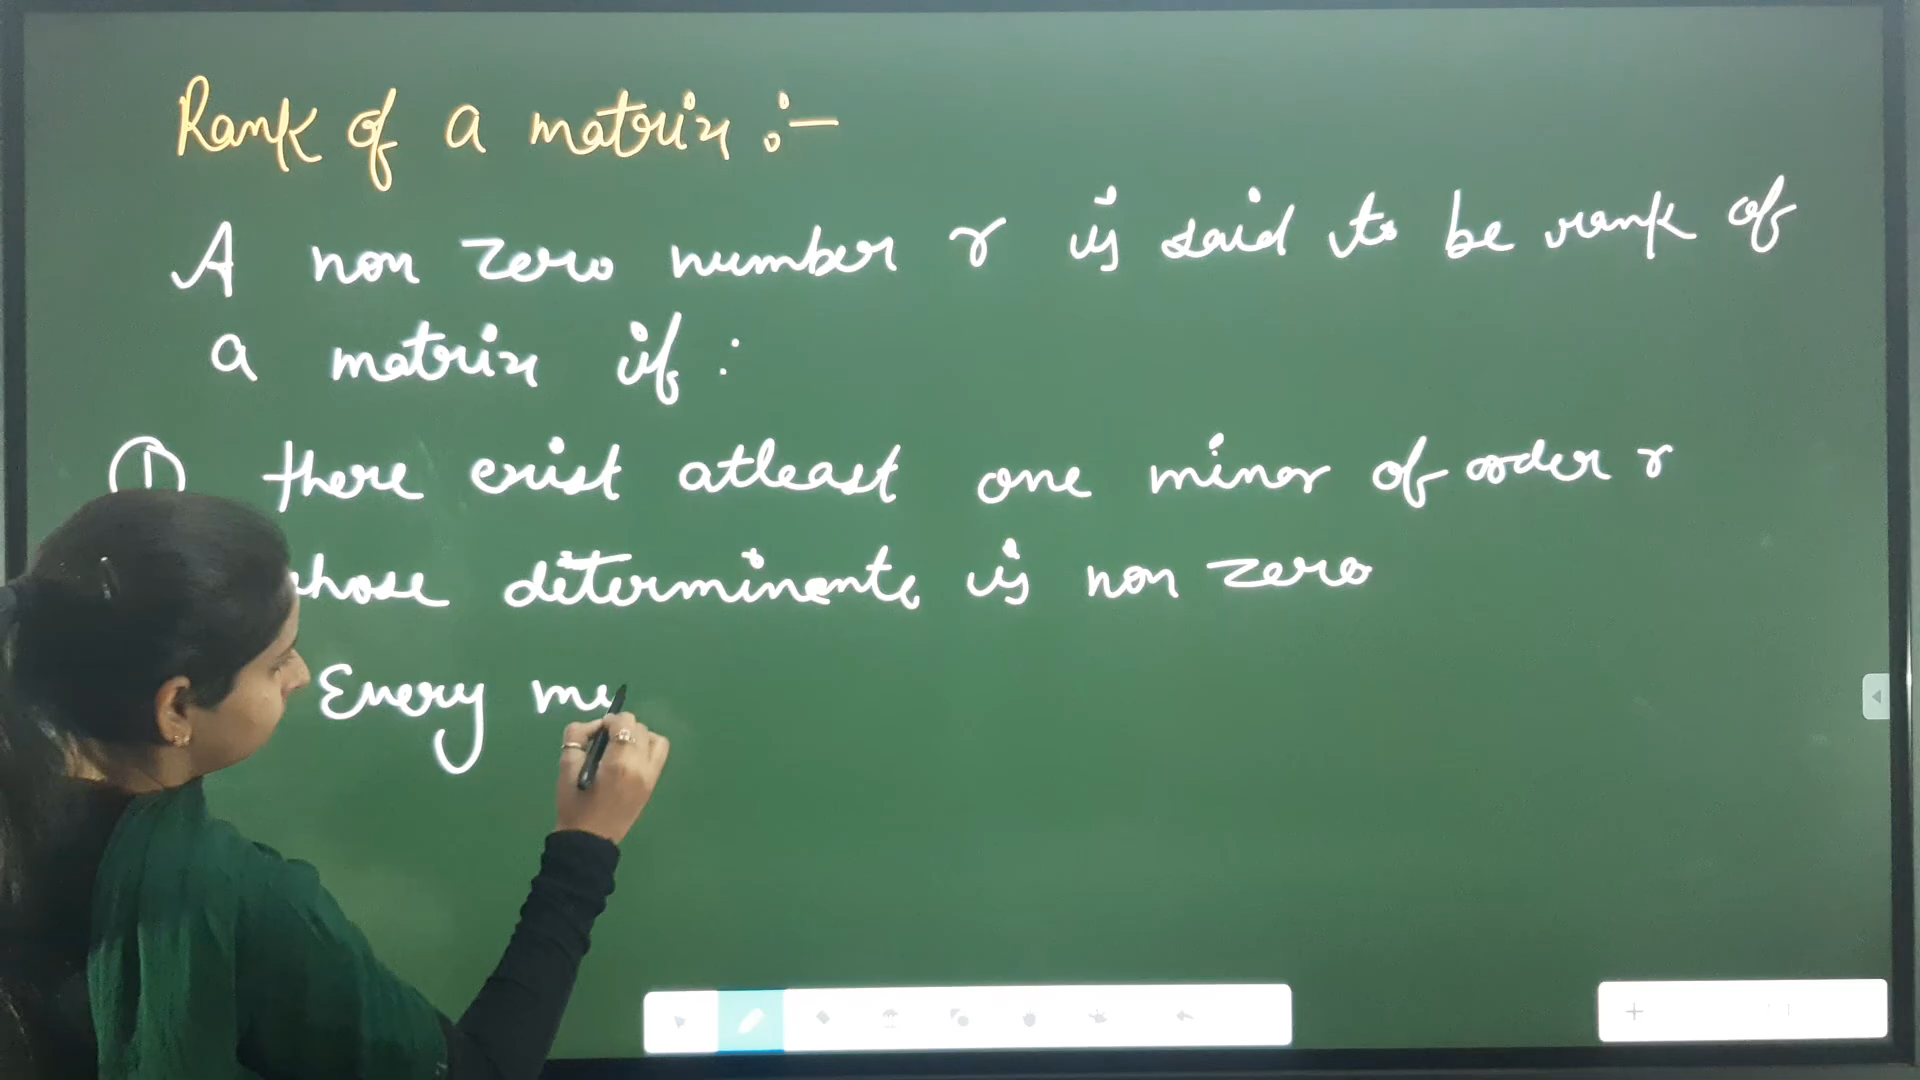 Rank of a matrix :-
A non zero number r is said to be rank of
a matrix if :
① there exist atleast one minor of order r
whose determinante is non zero
Every